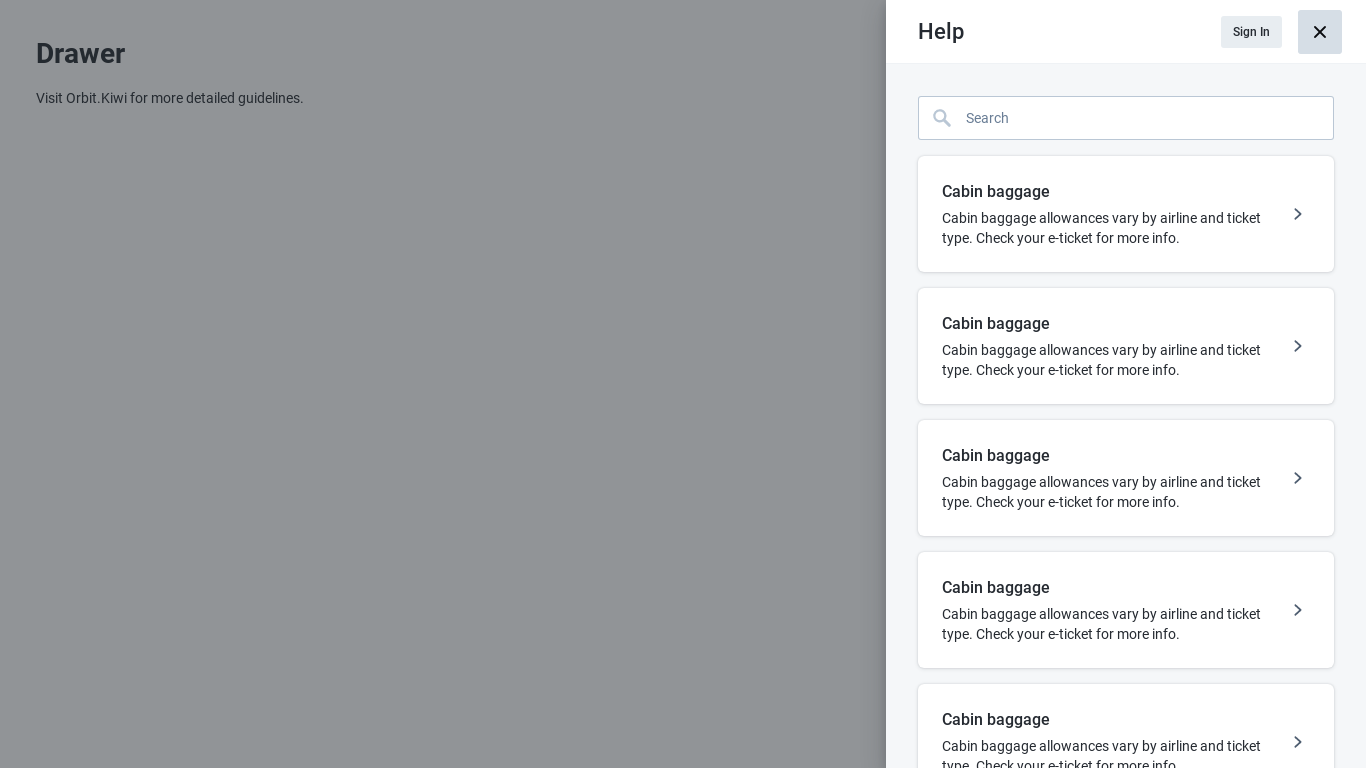 Drawer
Visit Orbit.Kiwi for more detailed guidelines.
Help
Sign In
Search
Cabin baggage
Cabin baggage allowances vary by airline and ticket
type. Check your e-ticket for more info.
Cabin baggage
Cabin baggage allowances vary by airline and ticket
type. Check your e-ticket for more info.
Cabin baggage
Cabin baggage allowances vary by airline and ticket
type. Check your e-ticket for more info.
Cabin baggage
Cabin baggage allowances vary by airline and ticket
type. Check your e-ticket for more info.
Cabin baggage
Cabin baggage allowances vary by airline and ticket
type. Check your e-ticket for more info.